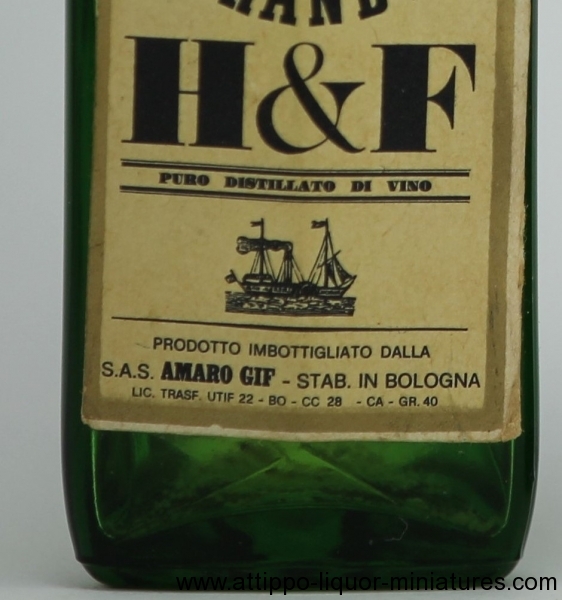 H&F
PURO DISTILLATO DI VINO
PRODOTTO IMBOTTIGLIATO DALLA
S.A.S. AMARO GIF - STAB. IN BOLOGNA
LIC. TRASF. UTIF 22 - BO - CC 28 - CA - GR. 40
www.attippo-liquor-miniatures.com